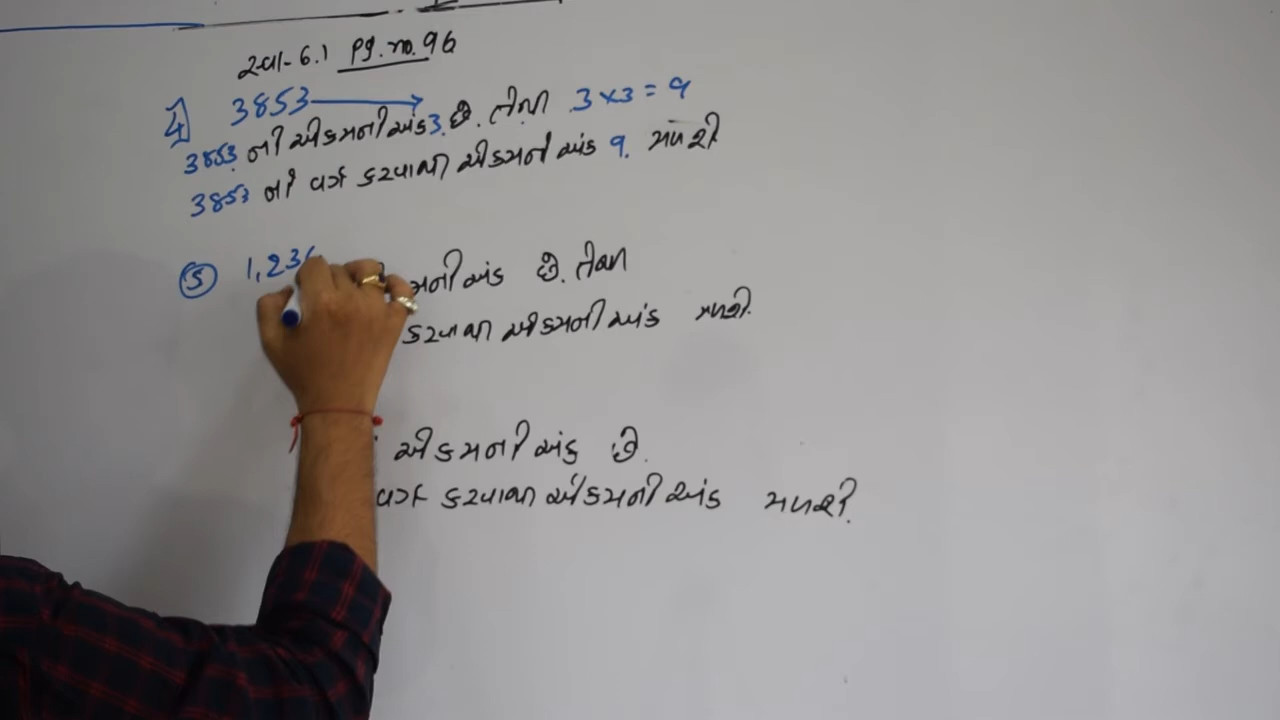 સ્વા-6.1 Pg.no.96
4] 3853 →
3853 નો એકમનો અંક 3 છે. તેથી 3×3 = 9
3853 નો વર્ગ કરવાથી એકમનો અંક 9. મળશે
(5) 1,23
મનો અંક છે. તેથી
કરવાથી એકમનો અંક મળશે.
એકમનો અંક છે.
વર્ગ કરવાથી એકમનો અંક મળશે.